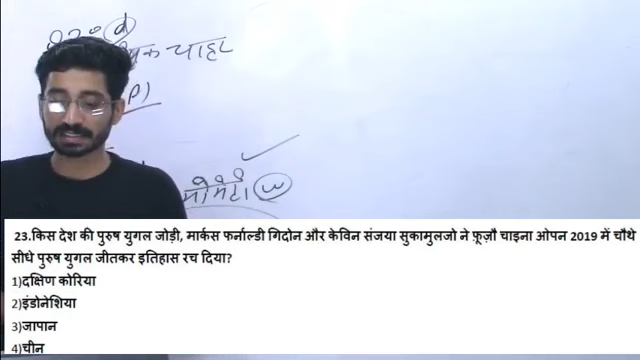 चाहर
23.किस देश की पुरुष युगल जोड़ी, मार्कस फर्नाल्डी गिदोन और केविन संजया सुकामुलजो ने फ़ूज़ौ चाइना ओपन 2019 में चौथे
सीधे पुरुष युगल जीतकर इतिहास रच दिया?
1)दक्षिण कोरिया
2)इंडोनेशिया
3)जापान
4)चीन